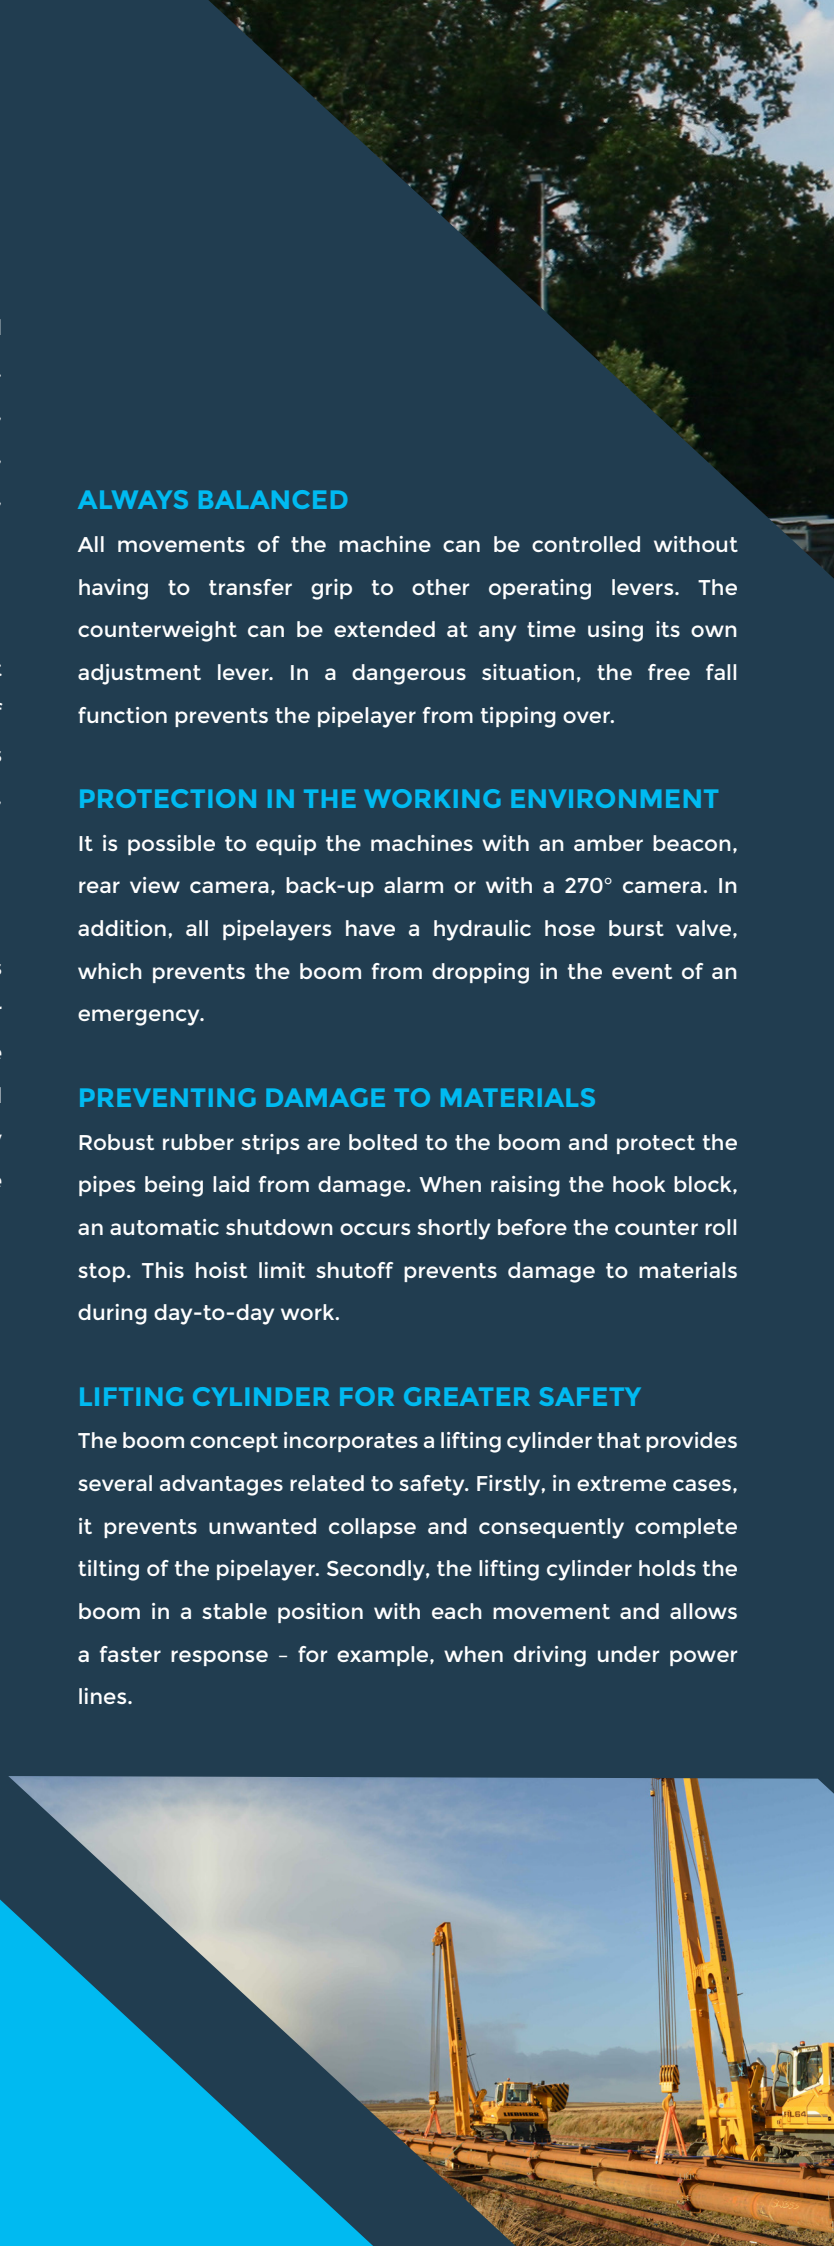 ALWAYS BALANCED
All movements of the machine can be controlled without
having to transfer grip to other operating levers. The
counterweight can be extended at any time using its own
adjustment lever. In a dangerous situation, the free fall
function prevents the pipelayer from tipping over.
PROTECTION IN THE WORKING ENVIRONMENT
It is possible to equip the machines with an amber beacon,
rear view camera, back-up alarm or with a 270° camera. In
addition, all pipelayers have a hydraulic hose burst valve,
which prevents the boom from dropping in the event of an
emergency.
PREVENTING DAMAGE TO MATERIALS
Robust rubber strips are bolted to the boom and protect the
pipes being laid from damage. When raising the hook block,
an automatic shutdown occurs shortly before the counter roll
stop. This hoist limit shutoff prevents damage to materials
during day-to-day work.
LIFTING CYLINDER FOR GREATER SAFETY
The boom concept incorporates a lifting cylinder that provides
several advantages related to safety. Firstly, in extreme cases,
it prevents unwanted collapse and consequently complete
tilting of the pipelayer. Secondly, the lifting cylinder holds the
boom in a stable position with each movement and allows
a faster response – for example, when driving under power
lines.
LIEBHERR
LIEBHERR
LIEBHERR
RL64